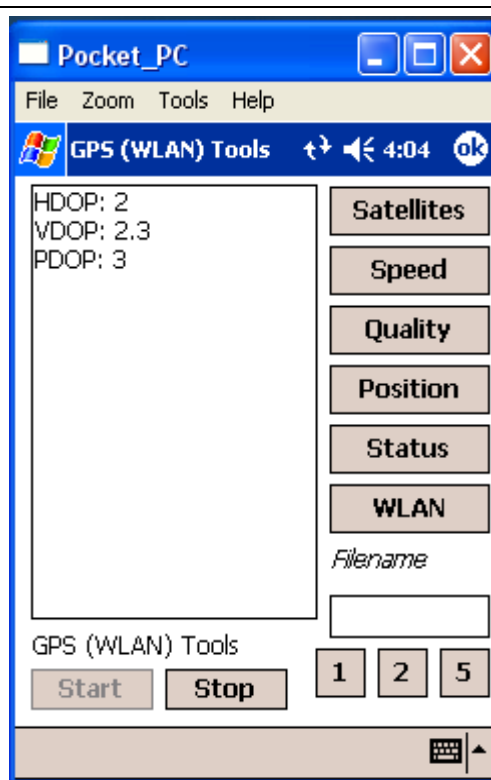 Pocket_PC
File Zoom Tools Help
GPS (WLAN) Tools 4:04 ok
HDOP: 2
VDOP: 2.3
PDOP: 3
Satellites
Speed
Quality
Position
Status
WLAN
Filename
GPS (WLAN) Tools
Start Stop
1 2 5